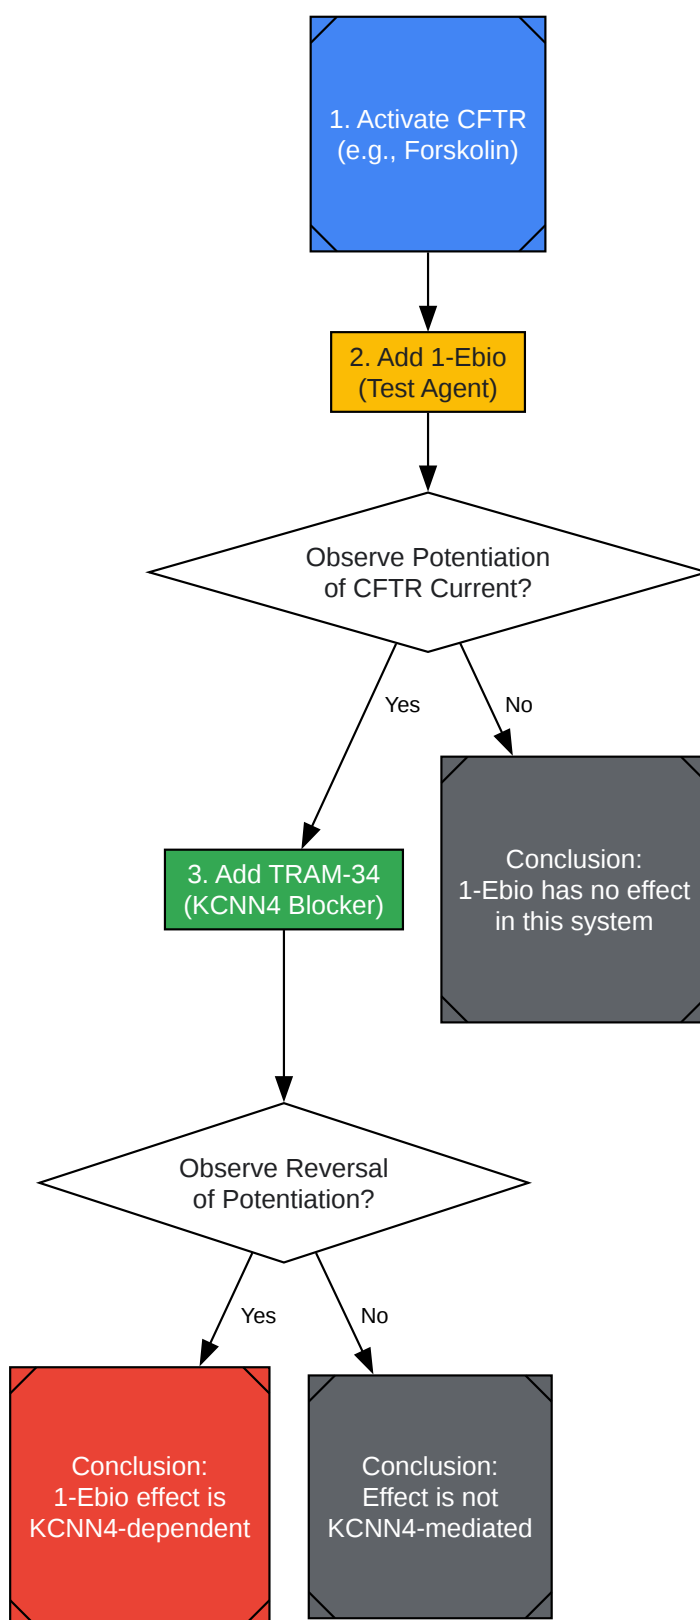 1. Activate CFTR
(e.g., Forskolin)
2. Add 1-Ebio
(Test Agent)
Observe Potentiation
of CFTR Current?
Yes
No
Conclusion:
1-Ebio has no effect
in this system
3. Add TRAM-34
(KCNN4 Blocker)
Observe Reversal
of Potentiation?
Yes
No
Conclusion:
1-Ebio effect is
KCNN4-dependent
Conclusion:
Effect is not
KCNN4-mediated